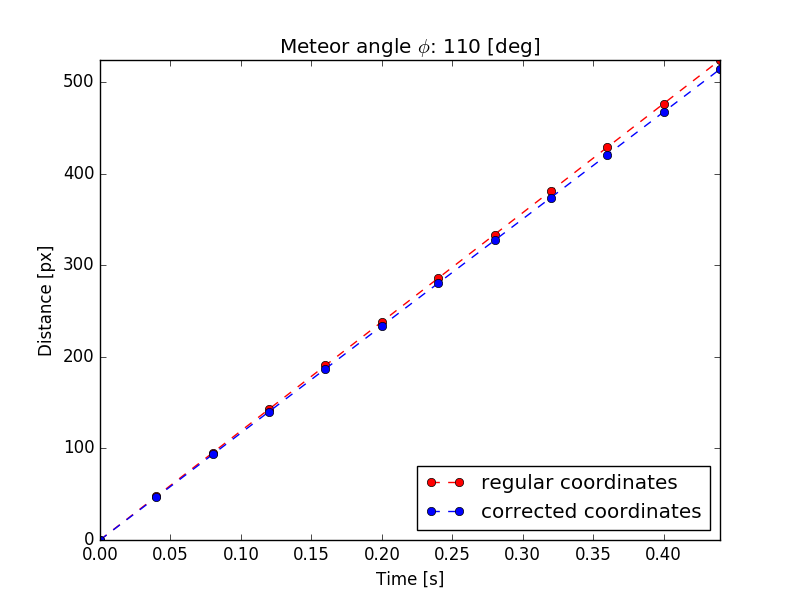 Meteor angle ϕ: 110 [deg]
500
400
300
200
100
0
Distance [px]
regular coordinates
corrected coordinates
0.00 0.05 0.10 0.15 0.20 0.25 0.30 0.35 0.40
Time [s]